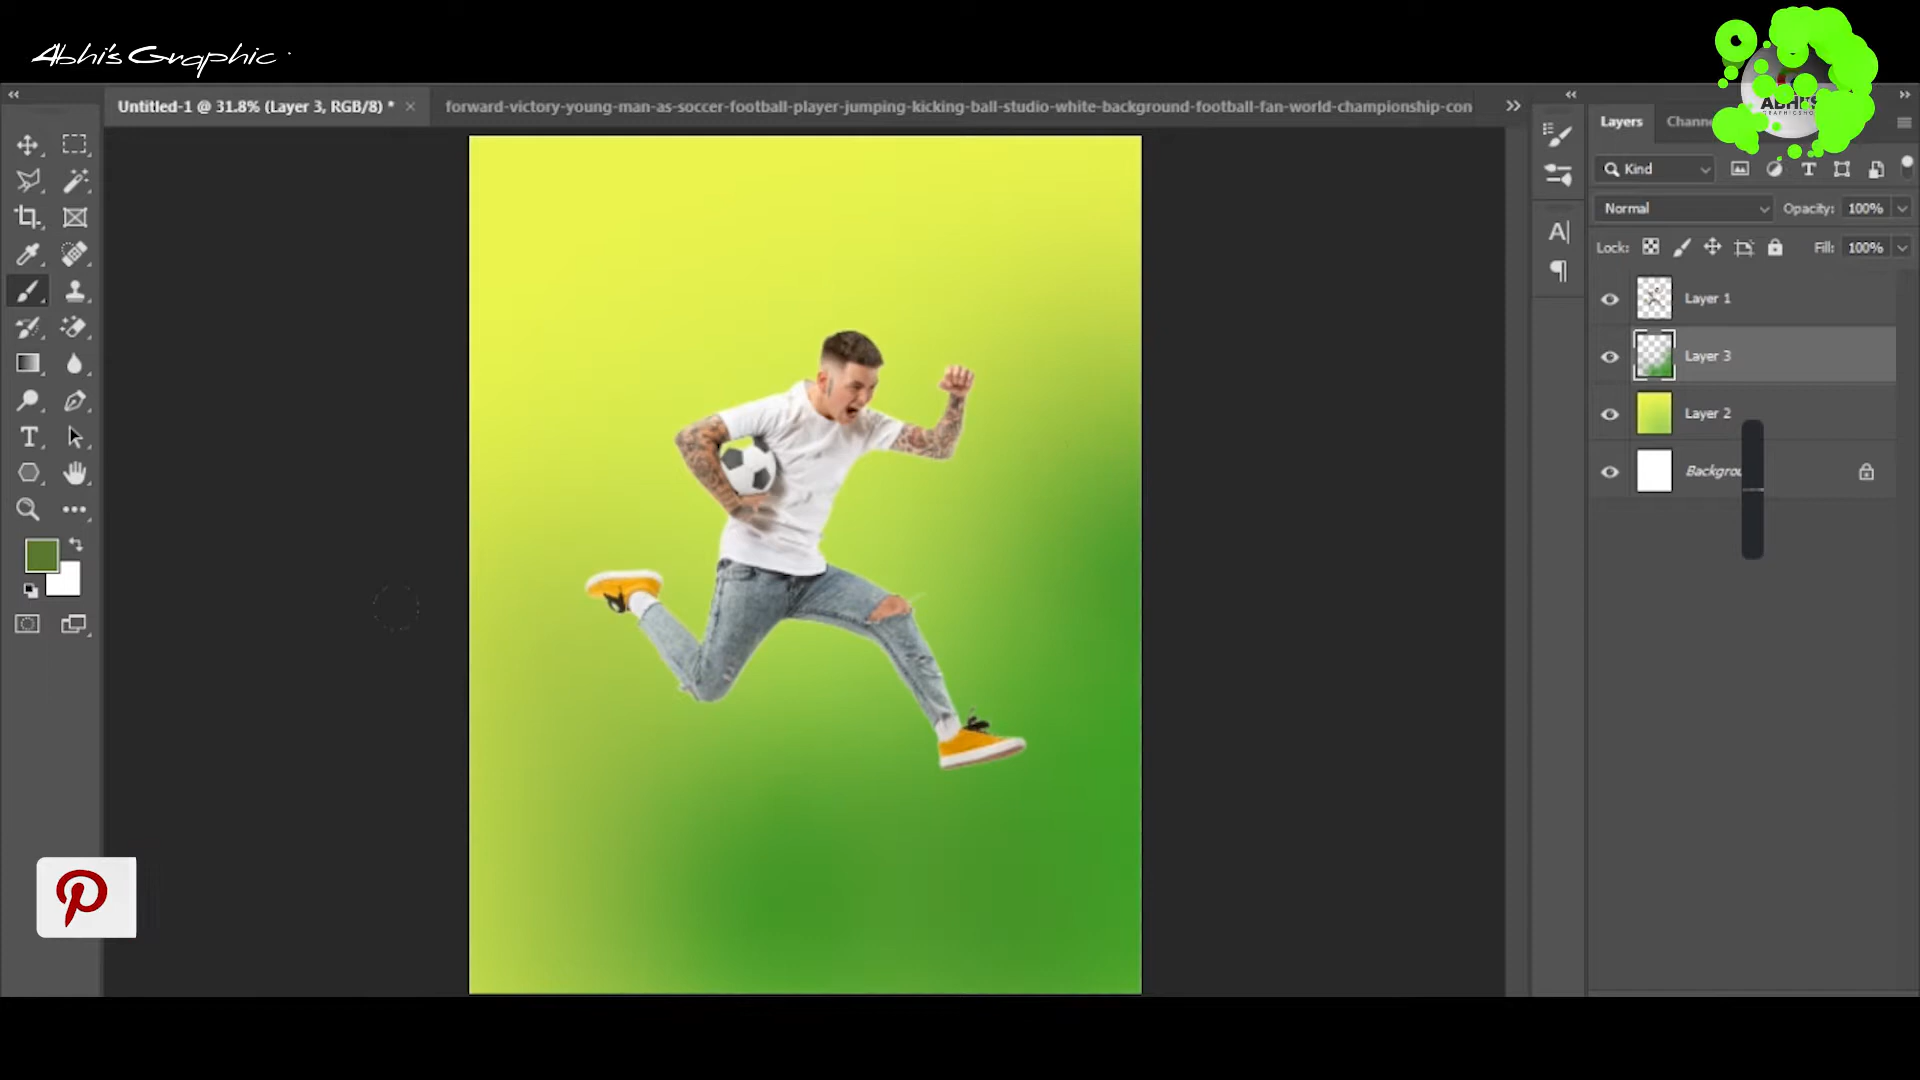 Abhi's Graphic
Untitled-1 @ 31.8% (Layer 3, RGB/8) * ×
forward-victory-young-man-as-soccer-football-player-jumping-kicking-ball-studio-white-background-football-fan-world-championship-con
Layers
Chann
Kind
Normal
Opacity: 100%
Lock:
Fill: 100%
Layer 1
Layer 3
Layer 2
Backgrou